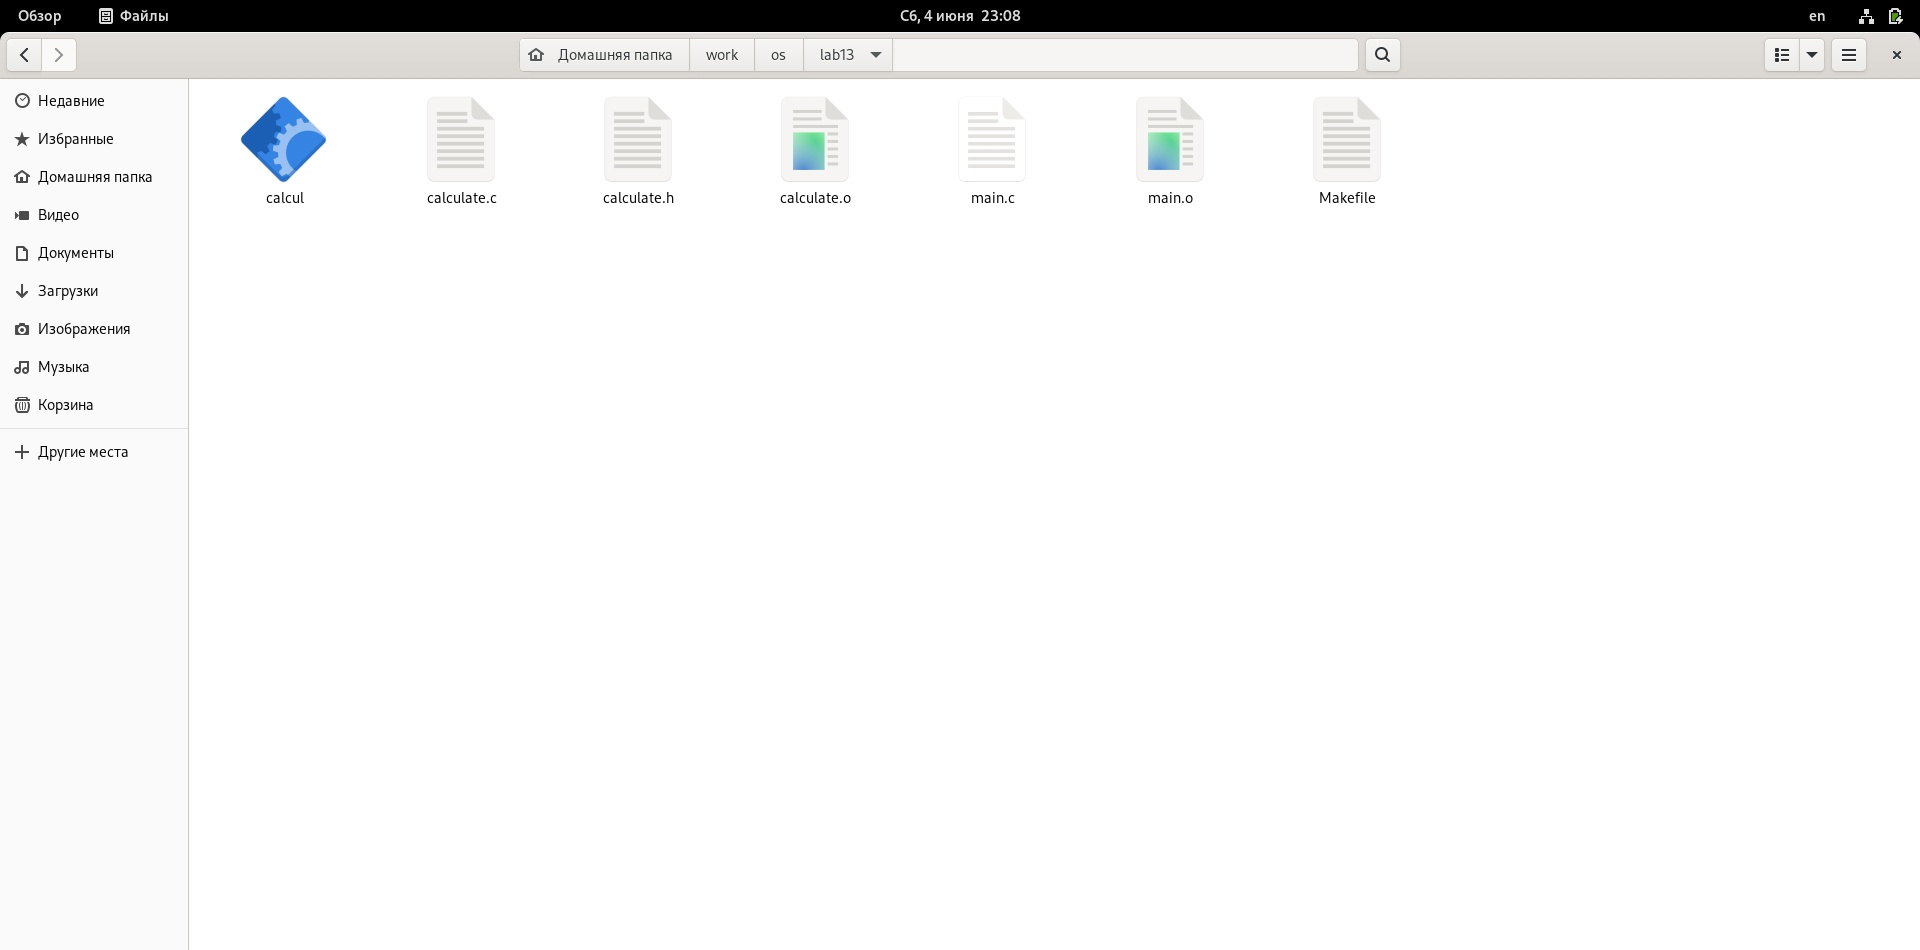 Обзор Файлы Сб, 4 июня 23:08 en
Домашняя папка work os lab13
Недавние
Избранные
Домашняя папка
Видео
Документы
Загрузки
Изображения
Музыка
Корзина
Другие места
calcul calculate.c calculate.h calculate.o main.c main.o Makefile